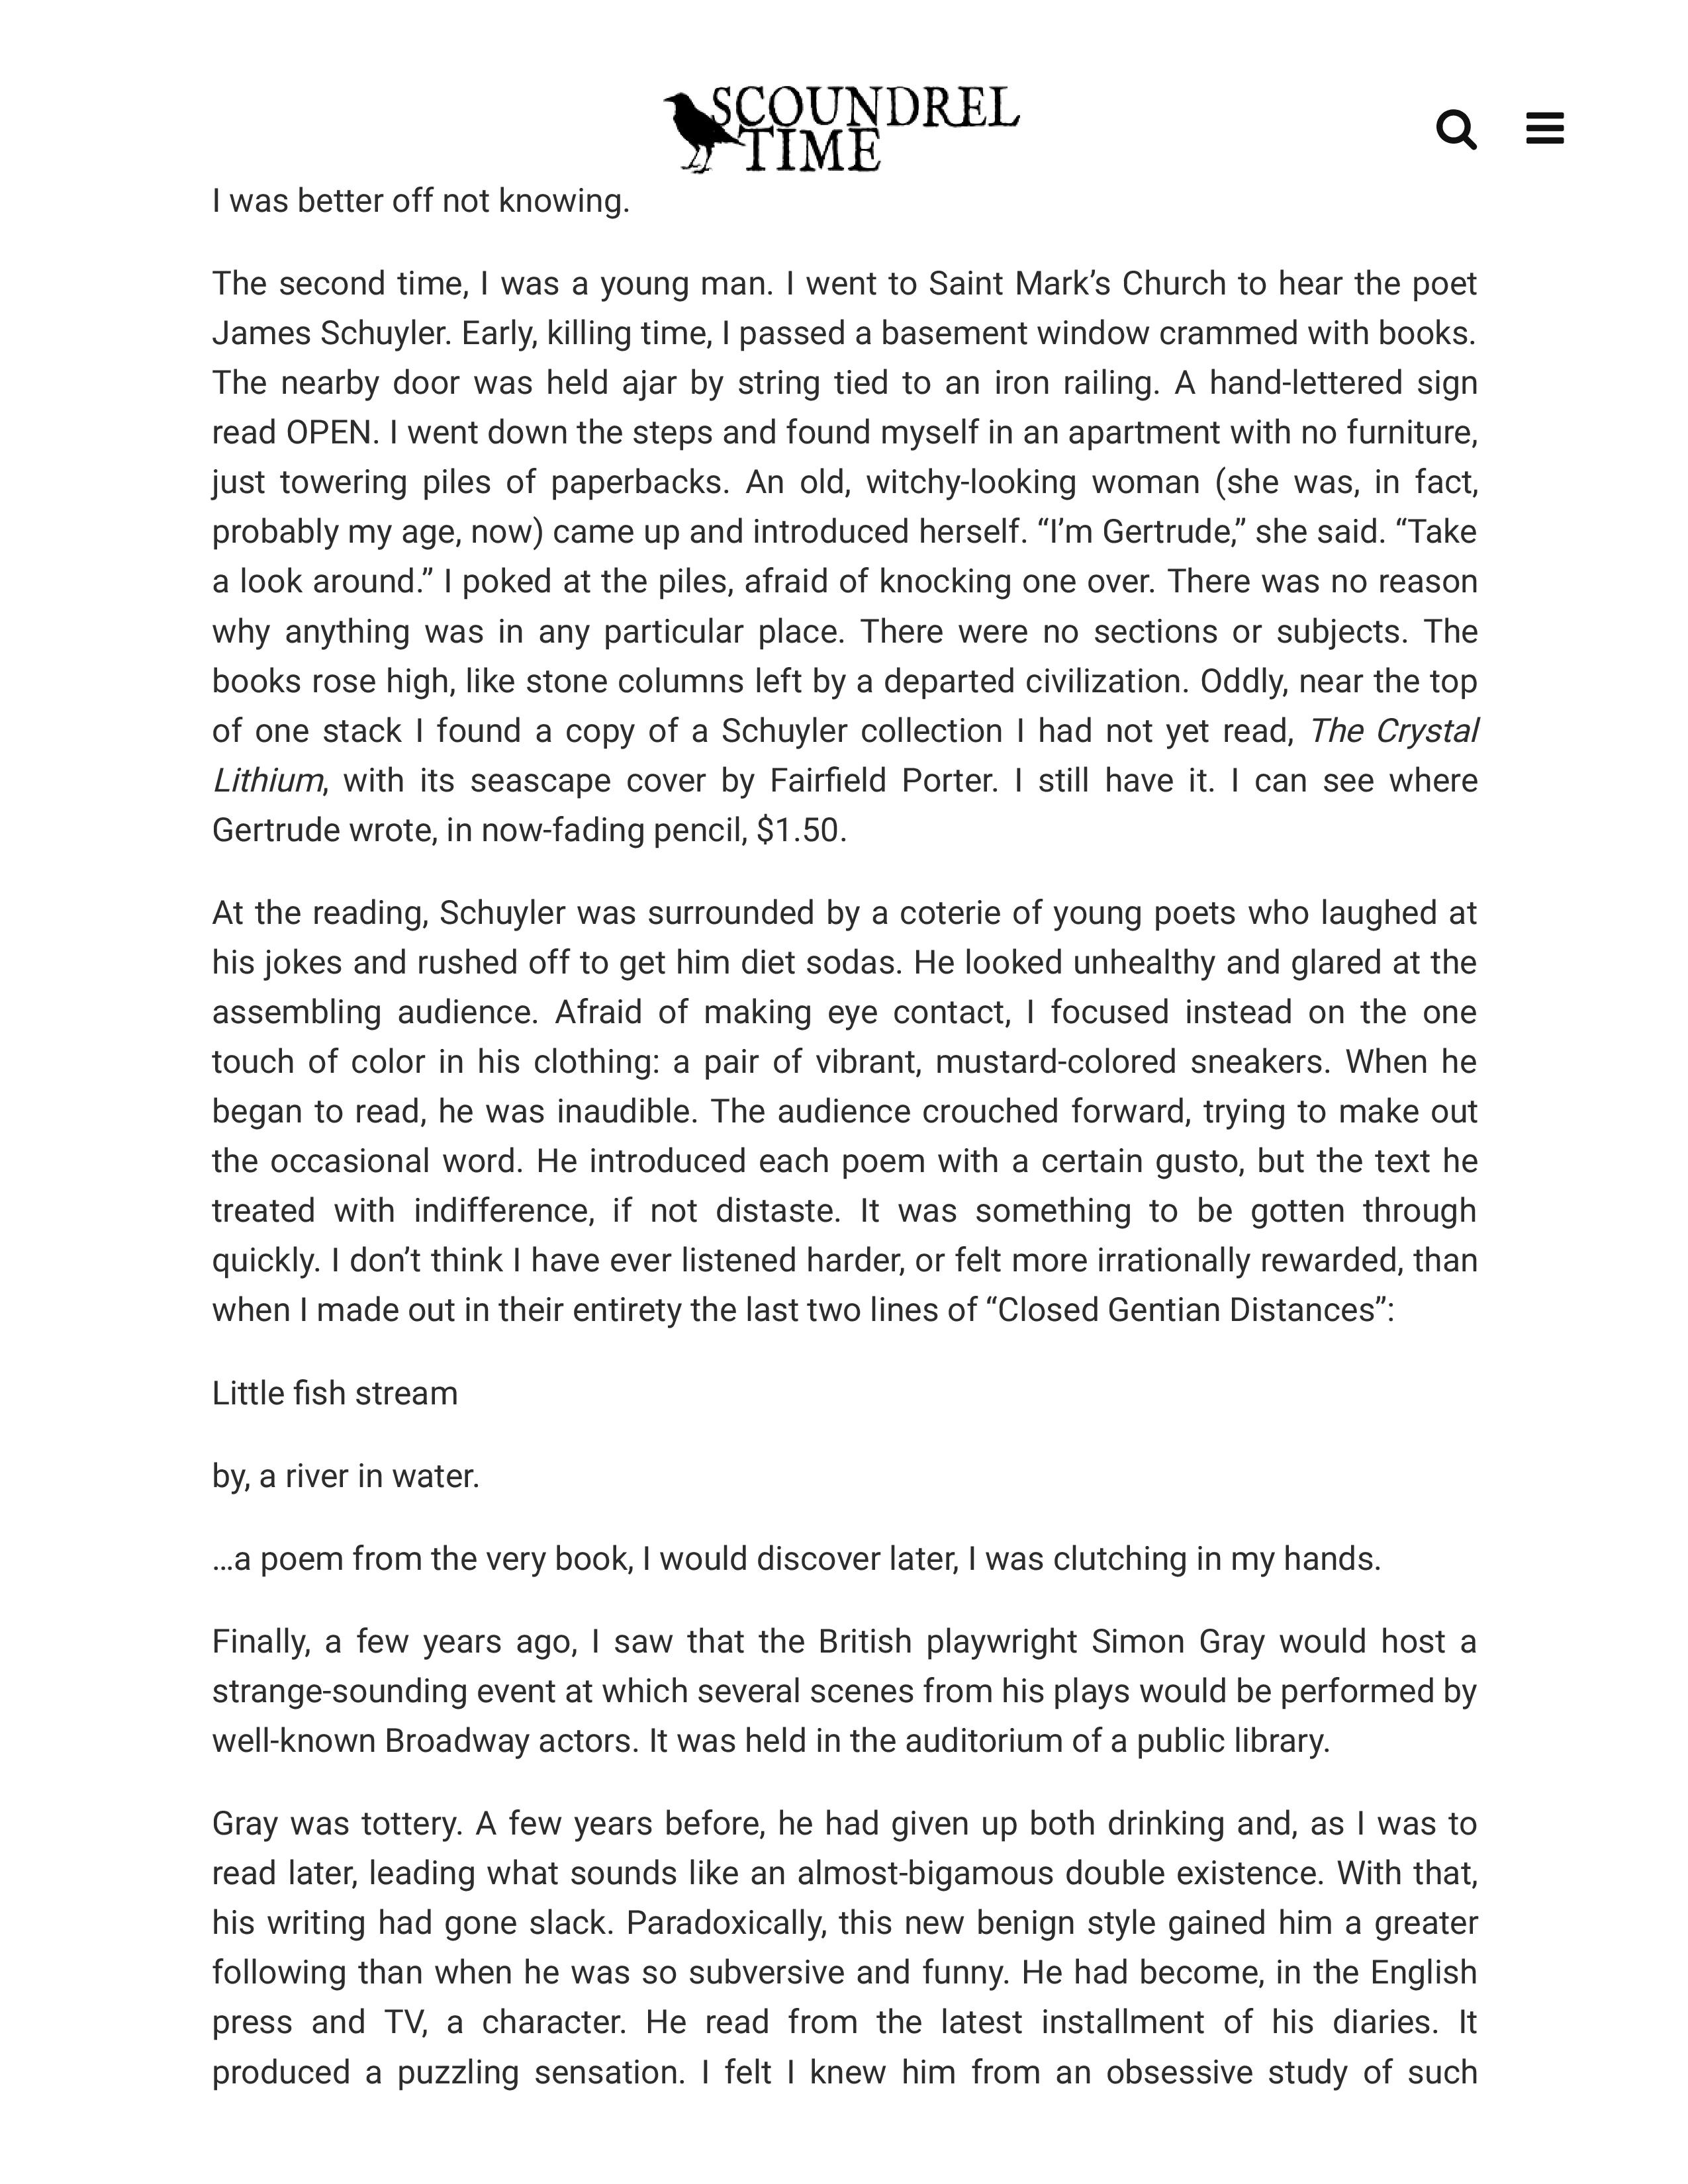 SCOUNDREL
TIME
I was better off not knowing.
The second time, I was a young man. I went to Saint Mark’s Church to hear the poet
James Schuyler. Early, killing time, I passed a basement window crammed with books.
The nearby door was held ajar by string tied to an iron railing. A hand-lettered sign
read OPEN. I went down the steps and found myself in an apartment with no furniture,
just towering piles of paperbacks. An old, witchy-looking woman (she was, in fact,
probably my age, now) came up and introduced herself. “I’m Gertrude,” she said. “Take
a look around.” I poked at the piles, afraid of knocking one over. There was no reason
why anything was in any particular place. There were no sections or subjects. The
books rose high, like stone columns left by a departed civilization. Oddly, near the top
of one stack I found a copy of a Schuyler collection I had not yet read, The Crystal
Lithium, with its seascape cover by Fairfield Porter. I still have it. I can see where
Gertrude wrote, in now-fading pencil, $1.50.
At the reading, Schuyler was surrounded by a coterie of young poets who laughed at
his jokes and rushed off to get him diet sodas. He looked unhealthy and glared at the
assembling audience. Afraid of making eye contact, I focused instead on the one
touch of color in his clothing: a pair of vibrant, mustard-colored sneakers. When he
began to read, he was inaudible. The audience crouched forward, trying to make out
the occasional word. He introduced each poem with a certain gusto, but the text he
treated with indifference, if not distaste. It was something to be gotten through
quickly. I don’t think I have ever listened harder, or felt more irrationally rewarded, than
when I made out in their entirety the last two lines of “Closed Gentian Distances”:
Little fish stream
by, a river in water.
…a poem from the very book, I would discover later, I was clutching in my hands.
Finally, a few years ago, I saw that the British playwright Simon Gray would host a
strange-sounding event at which several scenes from his plays would be performed by
well-known Broadway actors. It was held in the auditorium of a public library.
Gray was tottery. A few years before, he had given up both drinking and, as I was to
read later, leading what sounds like an almost-bigamous double existence. With that,
his writing had gone slack. Paradoxically, this new benign style gained him a greater
following than when he was so subversive and funny. He had become, in the English
press and TV, a character. He read from the latest installment of his diaries. It
produced a puzzling sensation. I felt I knew him from an obsessive study of such